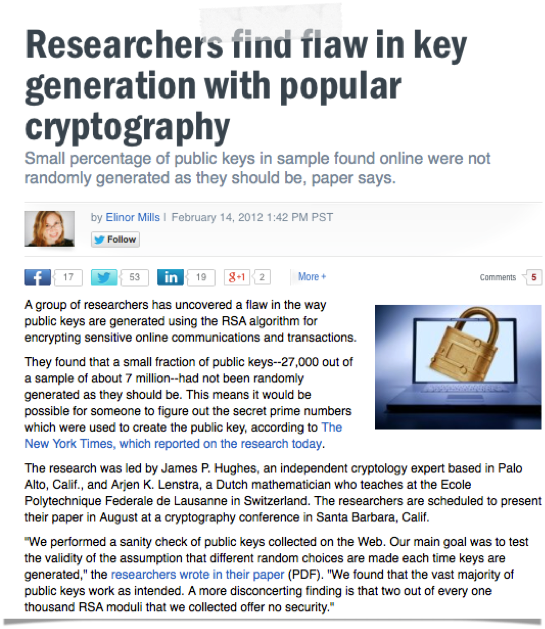 Researchers find flaw in key
generation with popular
cryptography
Small percentage of public keys in sample found online were not
randomly generated as they should be, paper says.
by Elinor Mills | February 14, 2012 1:42 PM PST
Follow
f 17 53 in 19 g+1 2 More + Comments 5
A group of researchers has uncovered a flaw in the way
public keys are generated using the RSA algorithm for
encrypting sensitive online communications and transactions.
They found that a small fraction of public keys--27,000 out of
a sample of about 7 million--had not been randomly
generated as they should be. This means it would be
possible for someone to figure out the secret prime numbers
which were used to create the public key, according to The
New York Times, which reported on the research today.
The research was led by James P. Hughes, an independent cryptology expert based in Palo
Alto, Calif., and Arjen K. Lenstra, a Dutch mathematician who teaches at the Ecole
Polytechnique Federale de Lausanne in Switzerland. The researchers are scheduled to present
their paper in August at a cryptography conference in Santa Barbara, Calif.
"We performed a sanity check of public keys collected on the Web. Our main goal was to test
the validity of the assumption that different random choices are made each time keys are
generated," the researchers wrote in their paper (PDF). "We found that the vast majority of
public keys work as intended. A more disconcerting finding is that two out of every one
thousand RSA moduli that we collected offer no security."